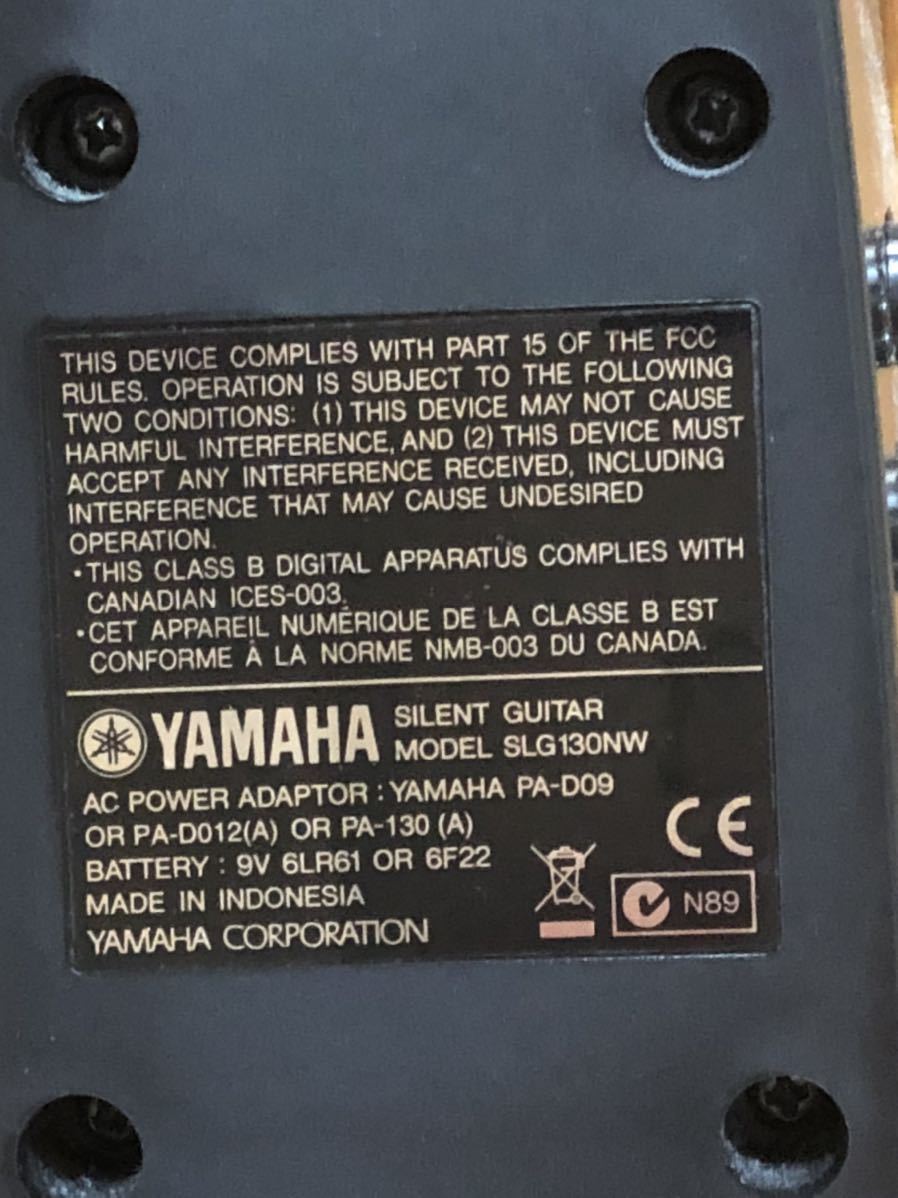 THIS DEVICE COMPLIES WITH PART 15 OF THE FCC
RULES. OPERATION IS SUBJECT TO THE FOLLOWING
TWO CONDITIONS: (1) THIS DEVICE MAY NOT CAUSE
HARMFUL INTERFERENCE, AND (2) THIS DEVICE MUST
ACCEPT ANY INTERFERENCE RECEIVED, INCLUDING
INTERFERENCE THAT MAY CAUSE UNDESIRED
OPERATION.
•THIS CLASS B DIGITAL APPARATUS COMPLIES WITH
CANADIAN ICES-003.
•CET APPAREIL NUMÉRIQUE DE LA CLASSE B EST
CONFORME À LA NORME NMB-003 DU CANADA.
YAMAHA SILENT GUITAR
MODEL SLG130NW
AC POWER ADAPTOR : YAMAHA PA-D09
OR PA-D012(A) OR PA-130 (A)
BATTERY : 9V 6LR61 OR 6F22
MADE IN INDONESIA
YAMAHA CORPORATION
CE
N89